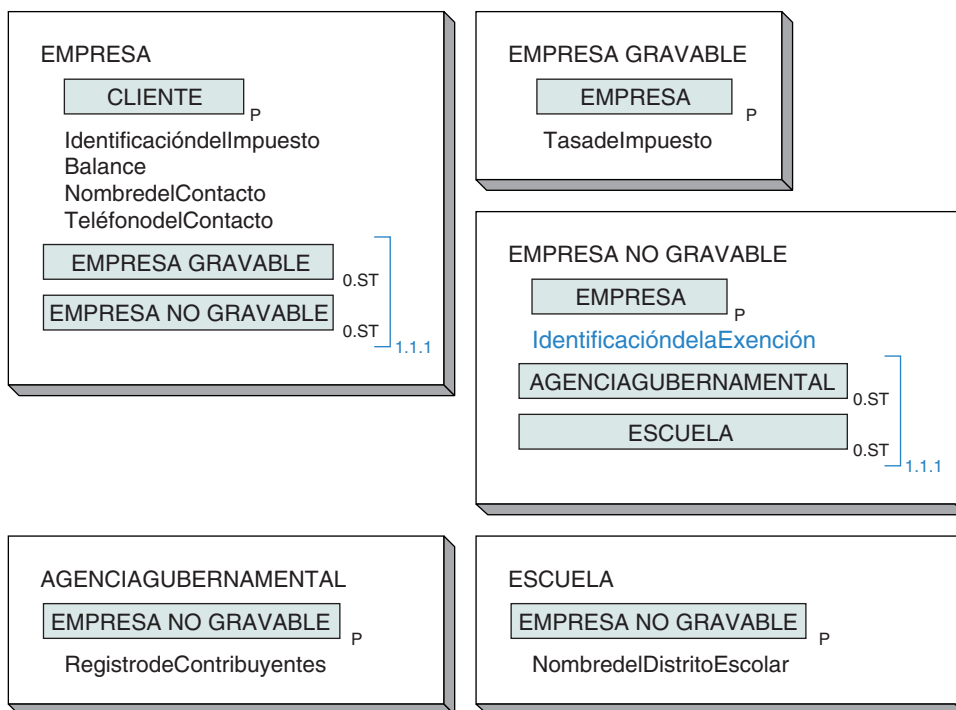 EMPRESA
CLIENTE P
IdentificacióndelImpuesto
Balance
NombredelContacto
TeléfonodelContacto
EMPRESA GRAVABLE 0.ST
EMPRESA NO GRAVABLE 0.ST
1.1.1
EMPRESA GRAVABLE
EMPRESA P
TasadeImpuesto
EMPRESA NO GRAVABLE
EMPRESA P
IdentificacióndelaExención
AGENCIAGUBERNAMENTAL 0.ST
ESCUELA 0.ST
1.1.1
AGENCIAGUBERNAMENTAL
EMPRESA NO GRAVABLE P
RegistrodeContribuyentes
ESCUELA
EMPRESA NO GRAVABLE P
NombredelDistritoEscolar